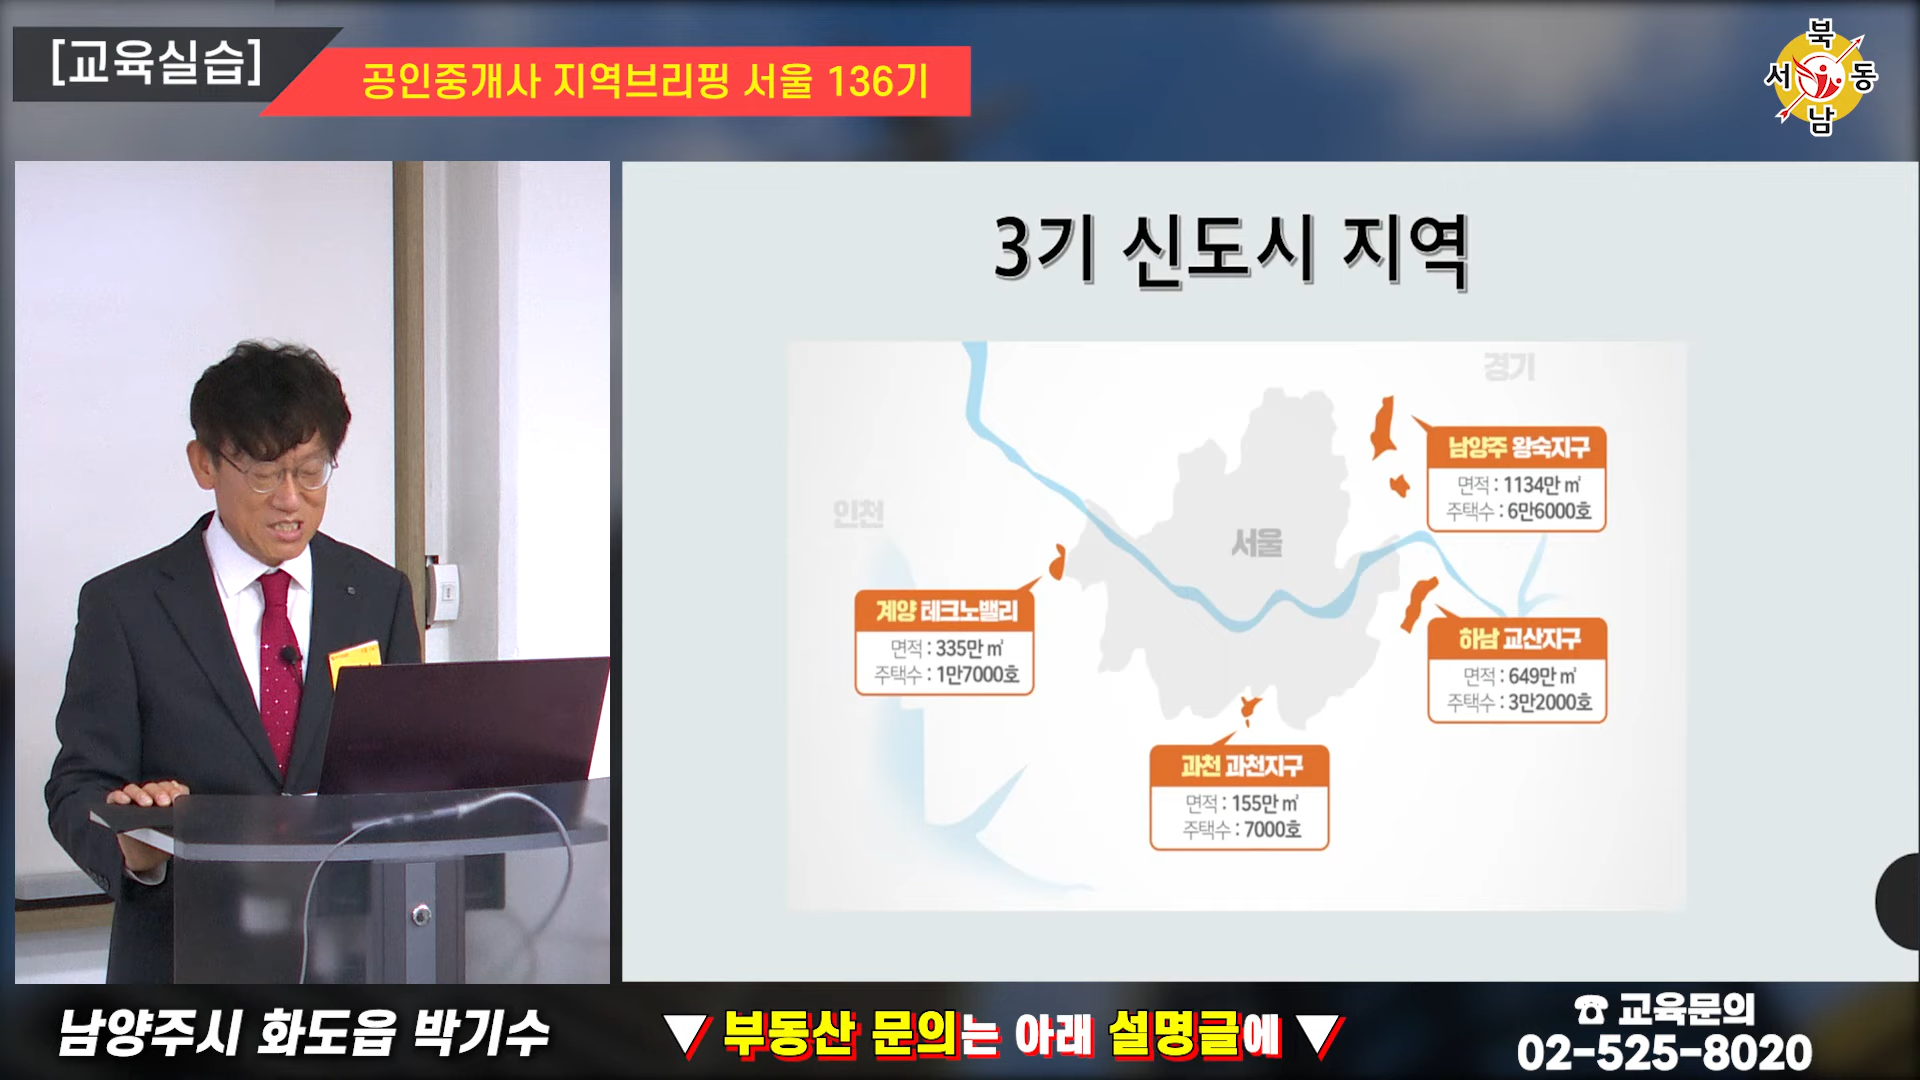 [교육실습]
공인중개사 지역브리핑 서울 136기
북
서 동
남
3기 신도시 지역
경기
남양주 왕숙지구
면적 : 1134만 ㎡
주택수 : 6만6000호
인천
서울
계양 테크노밸리
면적 : 335만 ㎡
주택수 : 1만7000호
하남 교산지구
면적 : 649만 ㎡
주택수 : 3만2000호
과천 과천지구
면적 : 155만 ㎡
주택수 : 7000호
남양주시 화도읍 박기수
▼ 부동산 문의는 아래 설명글에 ▼
☎ 교육문의
02-525-8020